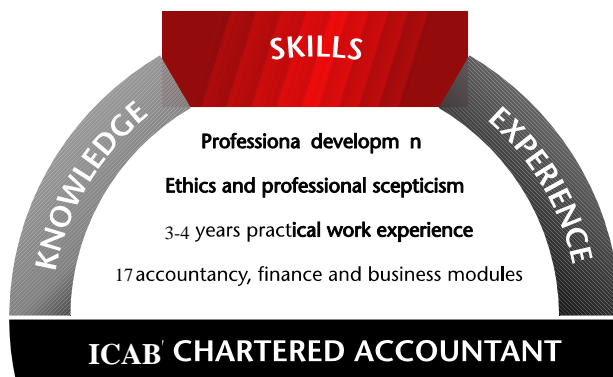 SKILLS
KNOWLEDGE
EXPERIENCE
Professiona developm n
Ethics and professional scepticism
3-4 years practical work experience
17 accountancy, finance and business modules
ICAB' CHARTERED ACCOUNTANT